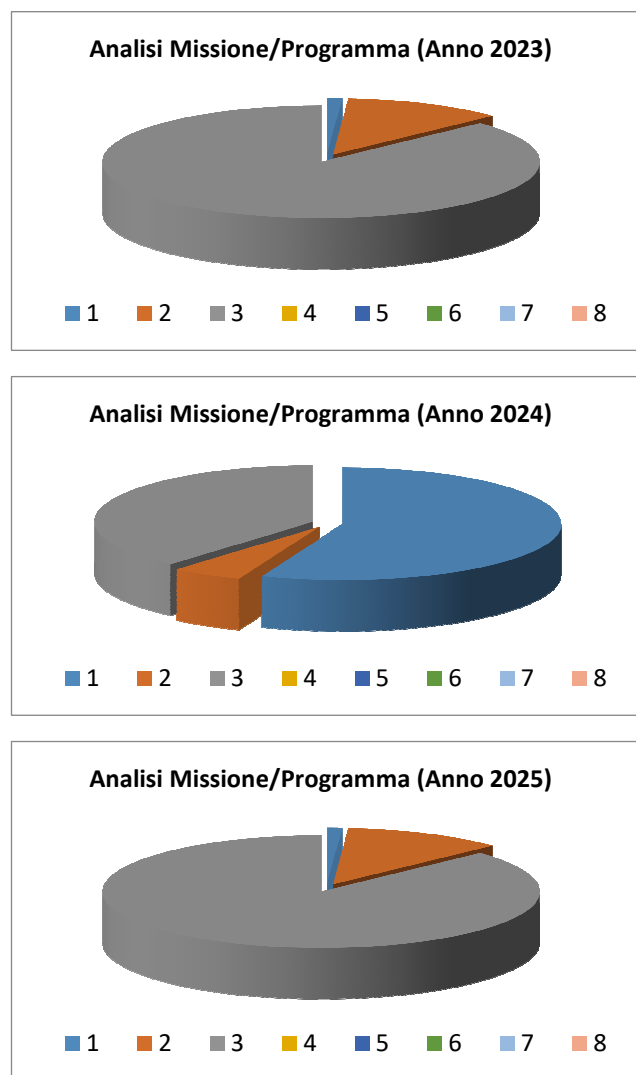 Analisi Missione/Programma (Anno 2023)
1 2 3 4 5 6 7 8
Analisi Missione/Programma (Anno 2024)
1 2 3 4 5 6 7 8
Analisi Missione/Programma (Anno 2025)
1 2 3 4 5 6 7 8